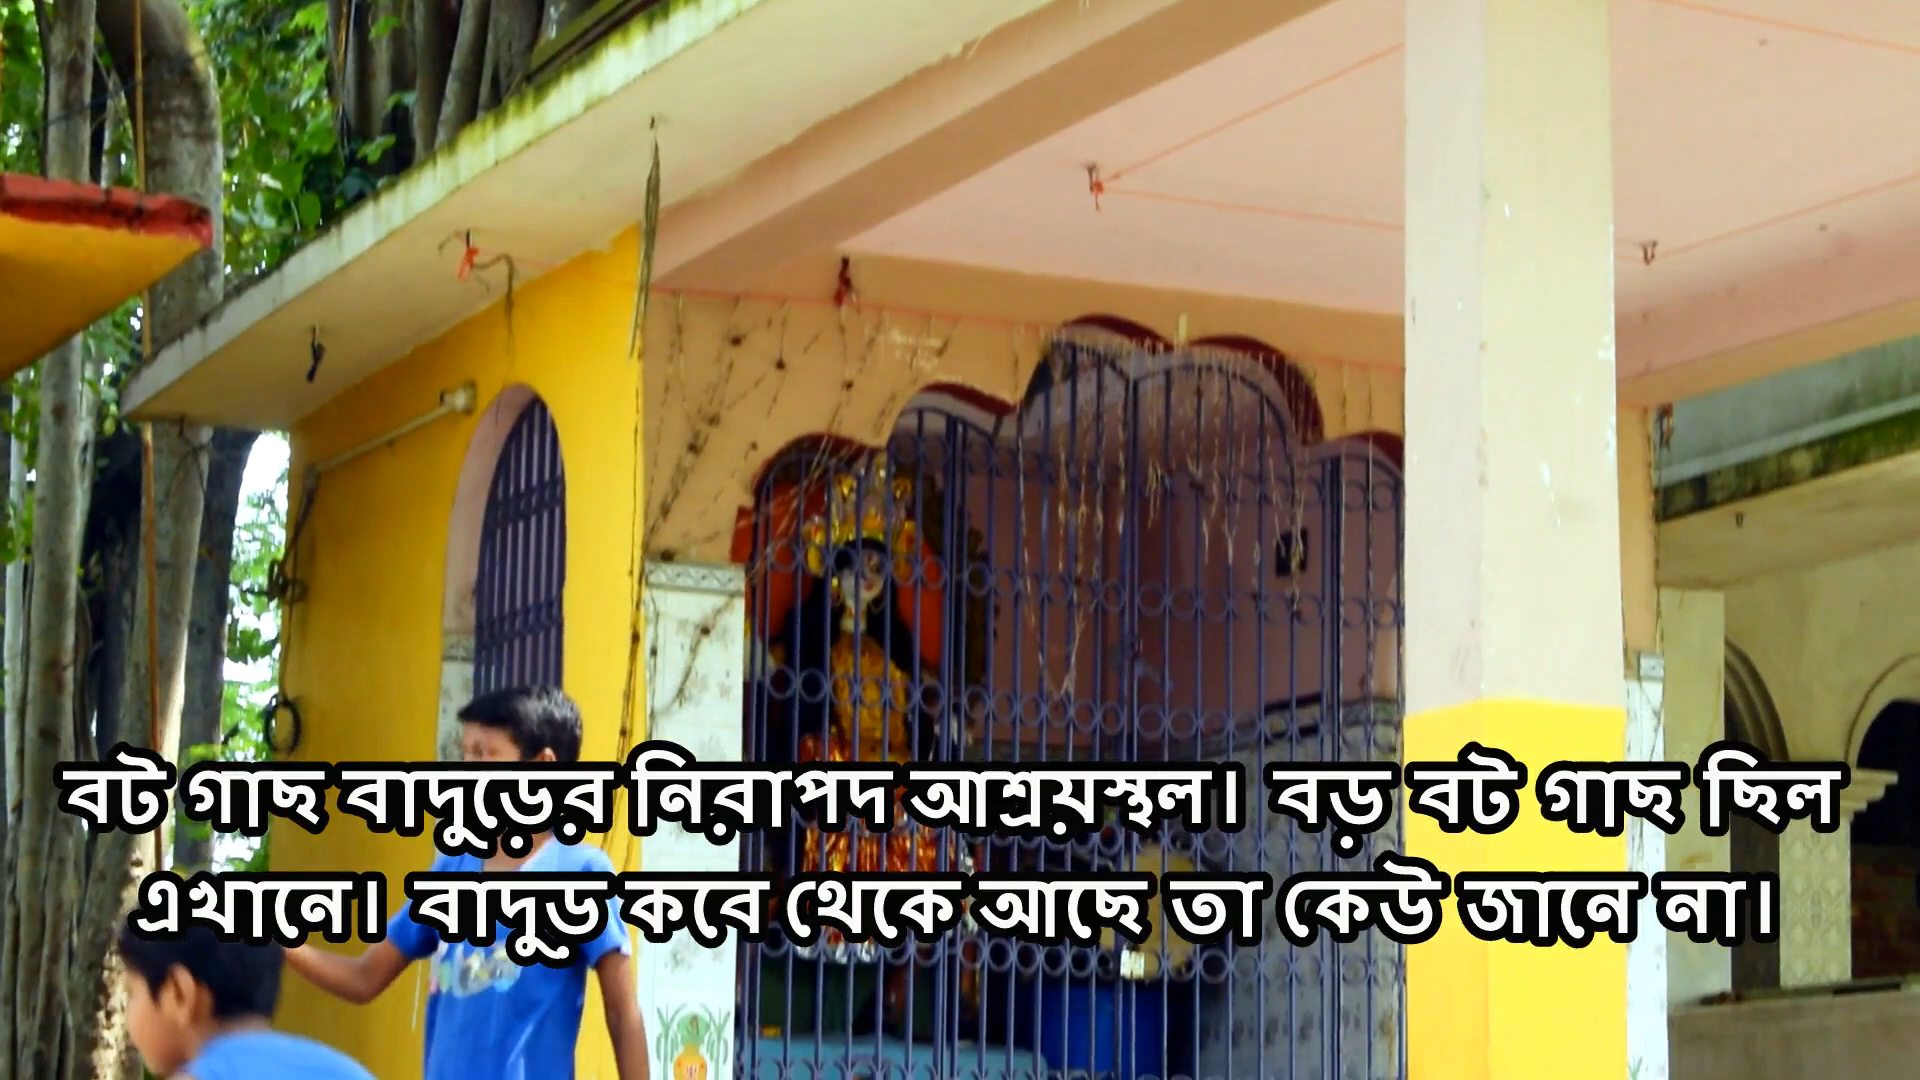 বট গাছ বাদুড়ের নিরাপদ আশ্রয়স্থল। বড় বট গাছ ছিল
এখানে। বাদুড কবে থেকে আছে তা কেউ জানে না।